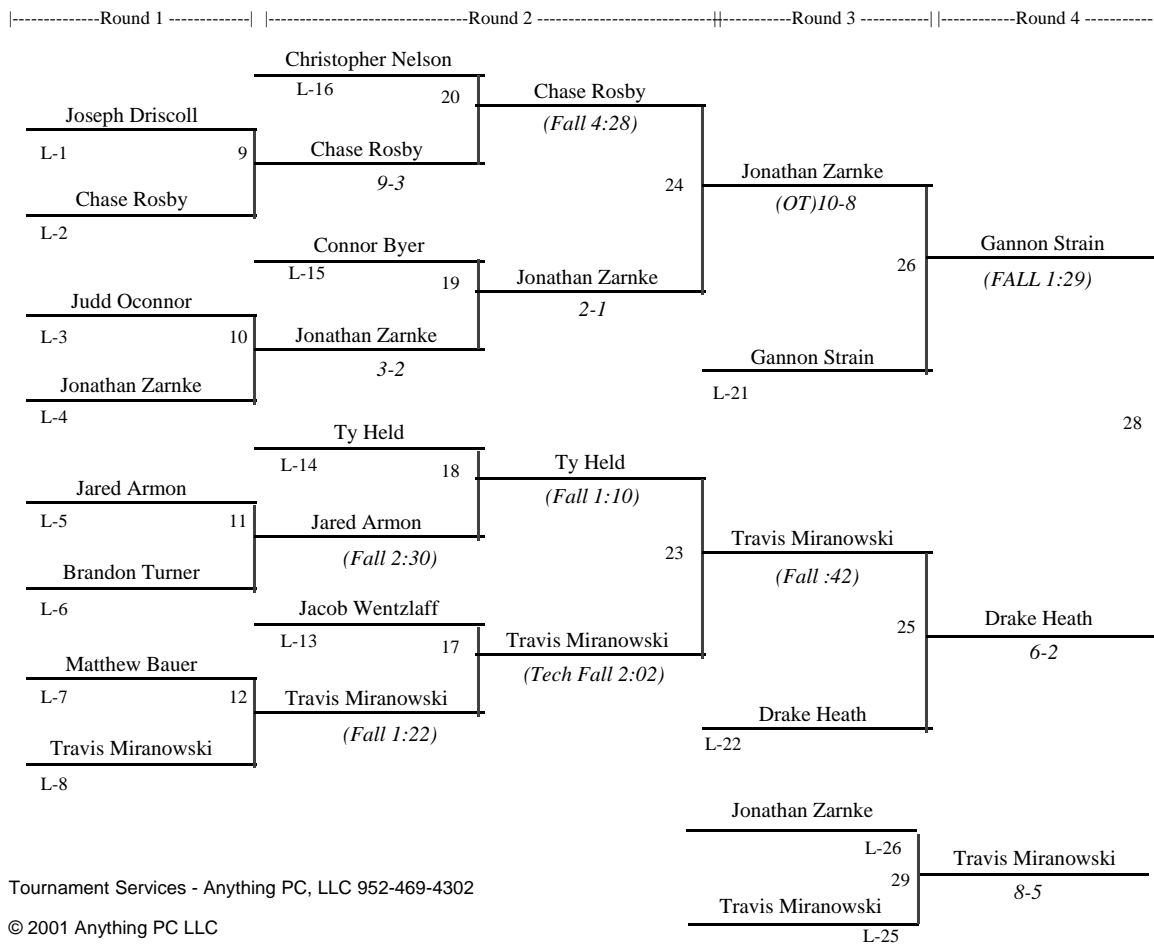 |-------------Round 1 -------------| |------------------------Round 2 ---------------------||-----------Round 3 -----------||-----------Round 4 -----------
Christopher Nelson
L-16
20
Chase Rosby
(Fall 4:28)
Joseph Driscoll
L-1
9
Chase Rosby
9-3
Chase Rosby
L-2
24
Jonathan Zarnke
(OT)10-8
Connor Byer
L-15
19
Jonathan Zarnke
2-1
26
Gannon Strain
(FALL 1:29)
Judd Oconnor
L-3
10
Jonathan Zarnke
3-2
Jonathan Zarnke
L-4
Gannon Strain
L-21
28
Ty Held
L-14
18
Ty Held
(Fall 1:10)
Jared Armon
L-5
11
Jared Armon
(Fall 2:30)
Brandon Turner
L-6
23
Travis Miranowski
(Fall :42)
Jacob Wentzlaff
L-13
17
Travis Miranowski
(Tech Fall 2:02)
25
Drake Heath
6-2
Matthew Bauer
L-7
12
Travis Miranowski
(Fall 1:22)
Travis Miranowski
L-8
Drake Heath
L-22
Jonathan Zarnke
L-26
29
Travis Miranowski
8-5
Travis Miranowski
L-25
Tournament Services - Anything PC, LLC 952-469-4302
© 2001 Anything PC LLC